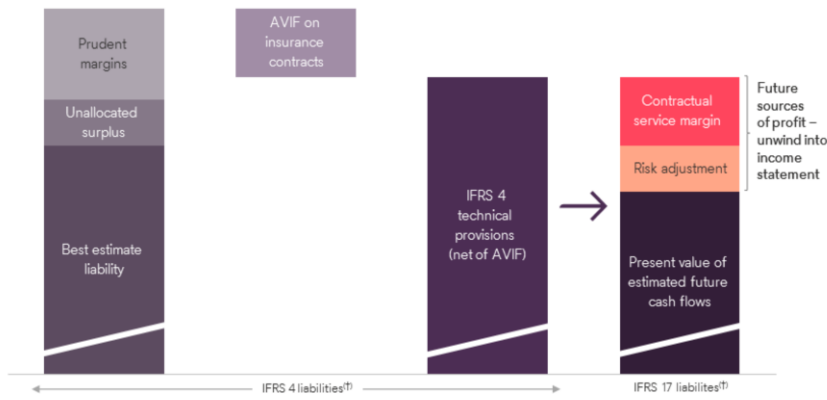 Prudent
margins
Unallocated
surplus
Best estimate
liability
AVIF on
insurance
contracts
IFRS 4
technical
provisions
(net of AVIF)
Contractual
service margin
Risk adjustment
Present value of
estimated future
cash flows
Future
sources
of profit –
unwind into
income
statement
IFRS 4 liabilities(†)
IFRS 17 liabilites(†)